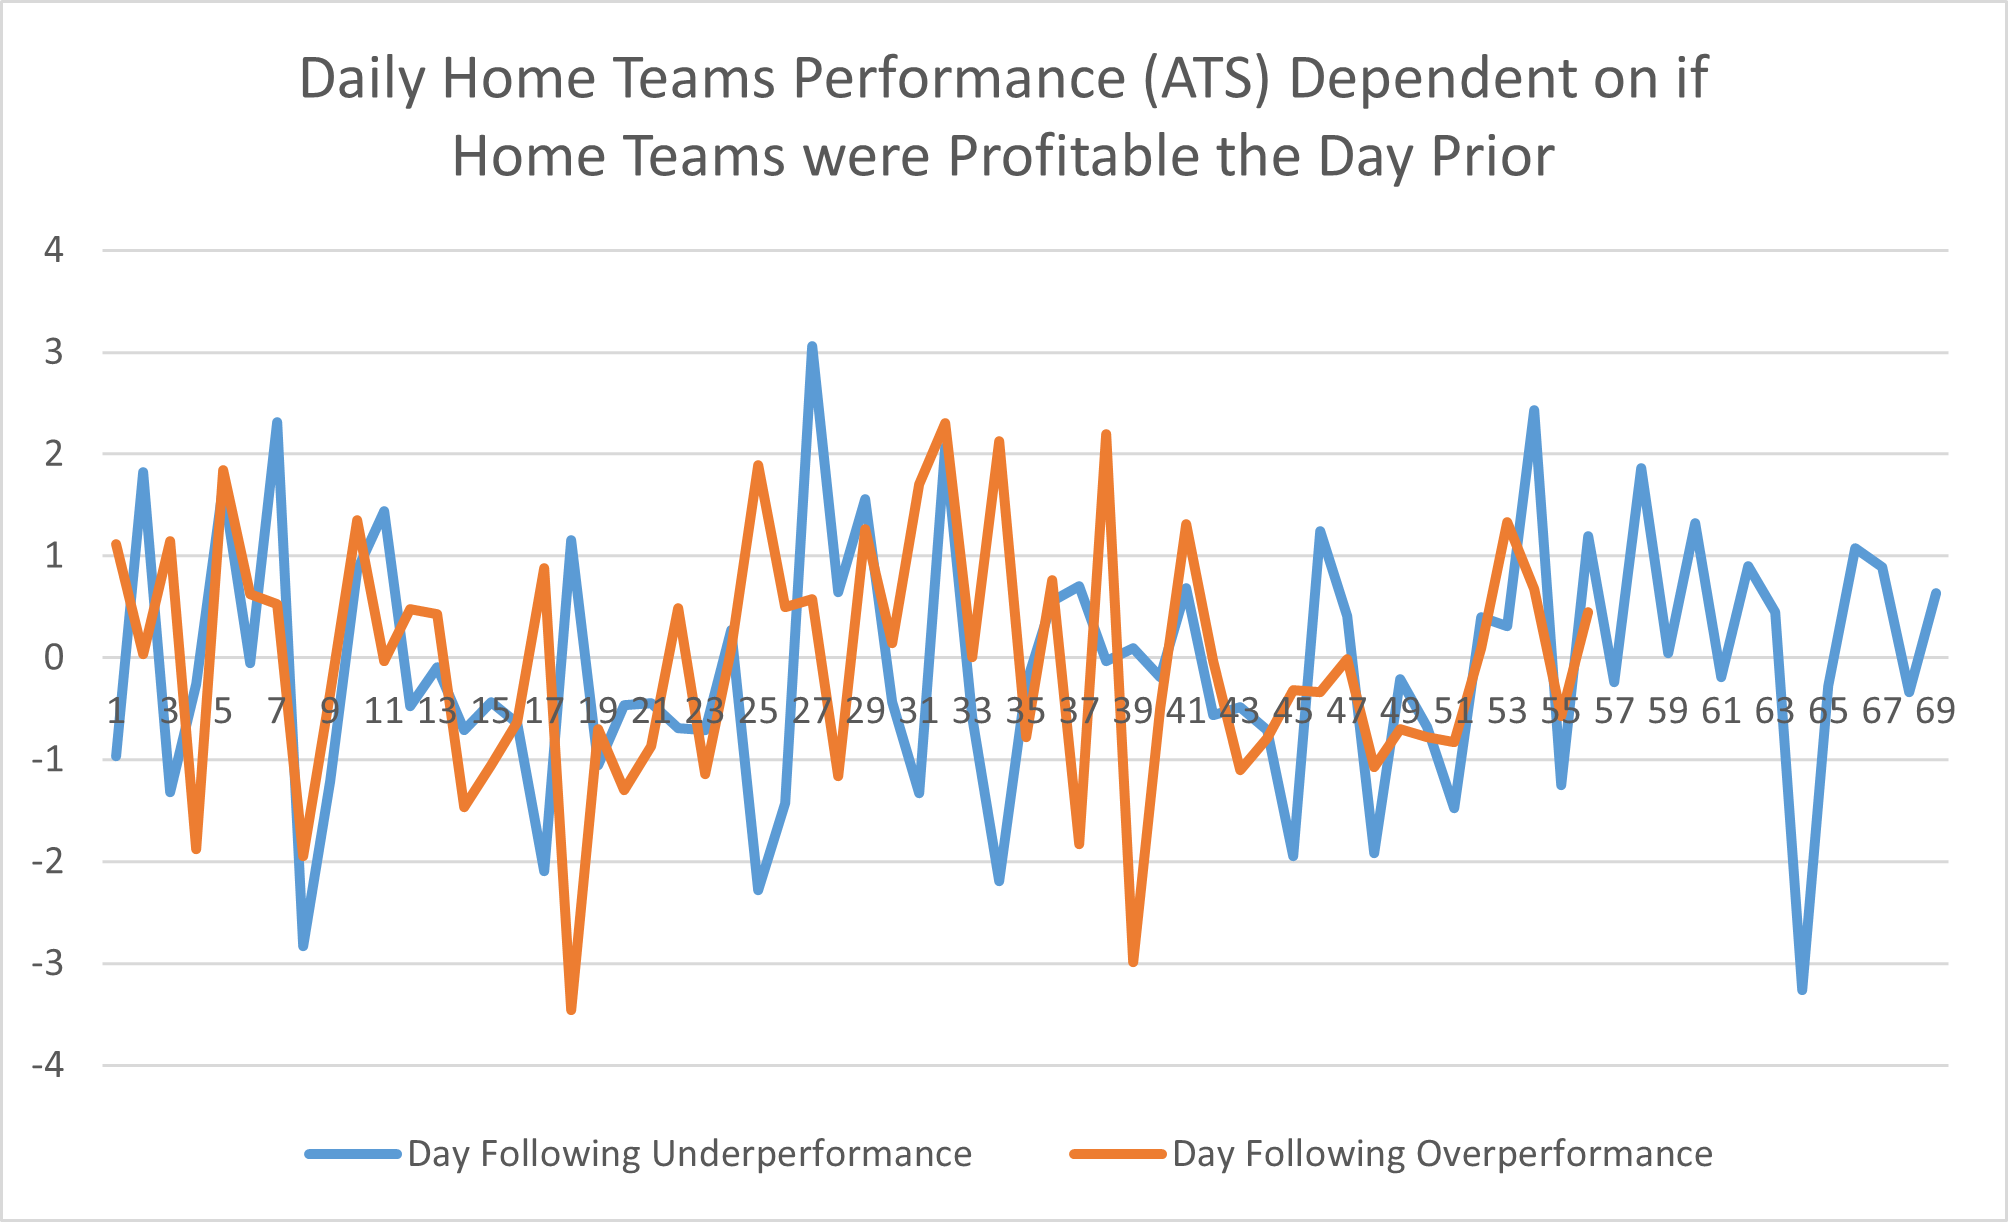 Daily Home Teams Performance (ATS) Dependent on if
Home Teams were Profitable the Day Prior
4
3
2
1
0
1 3 5 7 9 11 13 15 17 19 21 23 25 27 29 31 33 35 37 39 41 43 45 47 49 51 53 55 57 59 61 63 65 67 69
-1
-2
-3
-4
Day Following Underperformance Day Following Overperformance